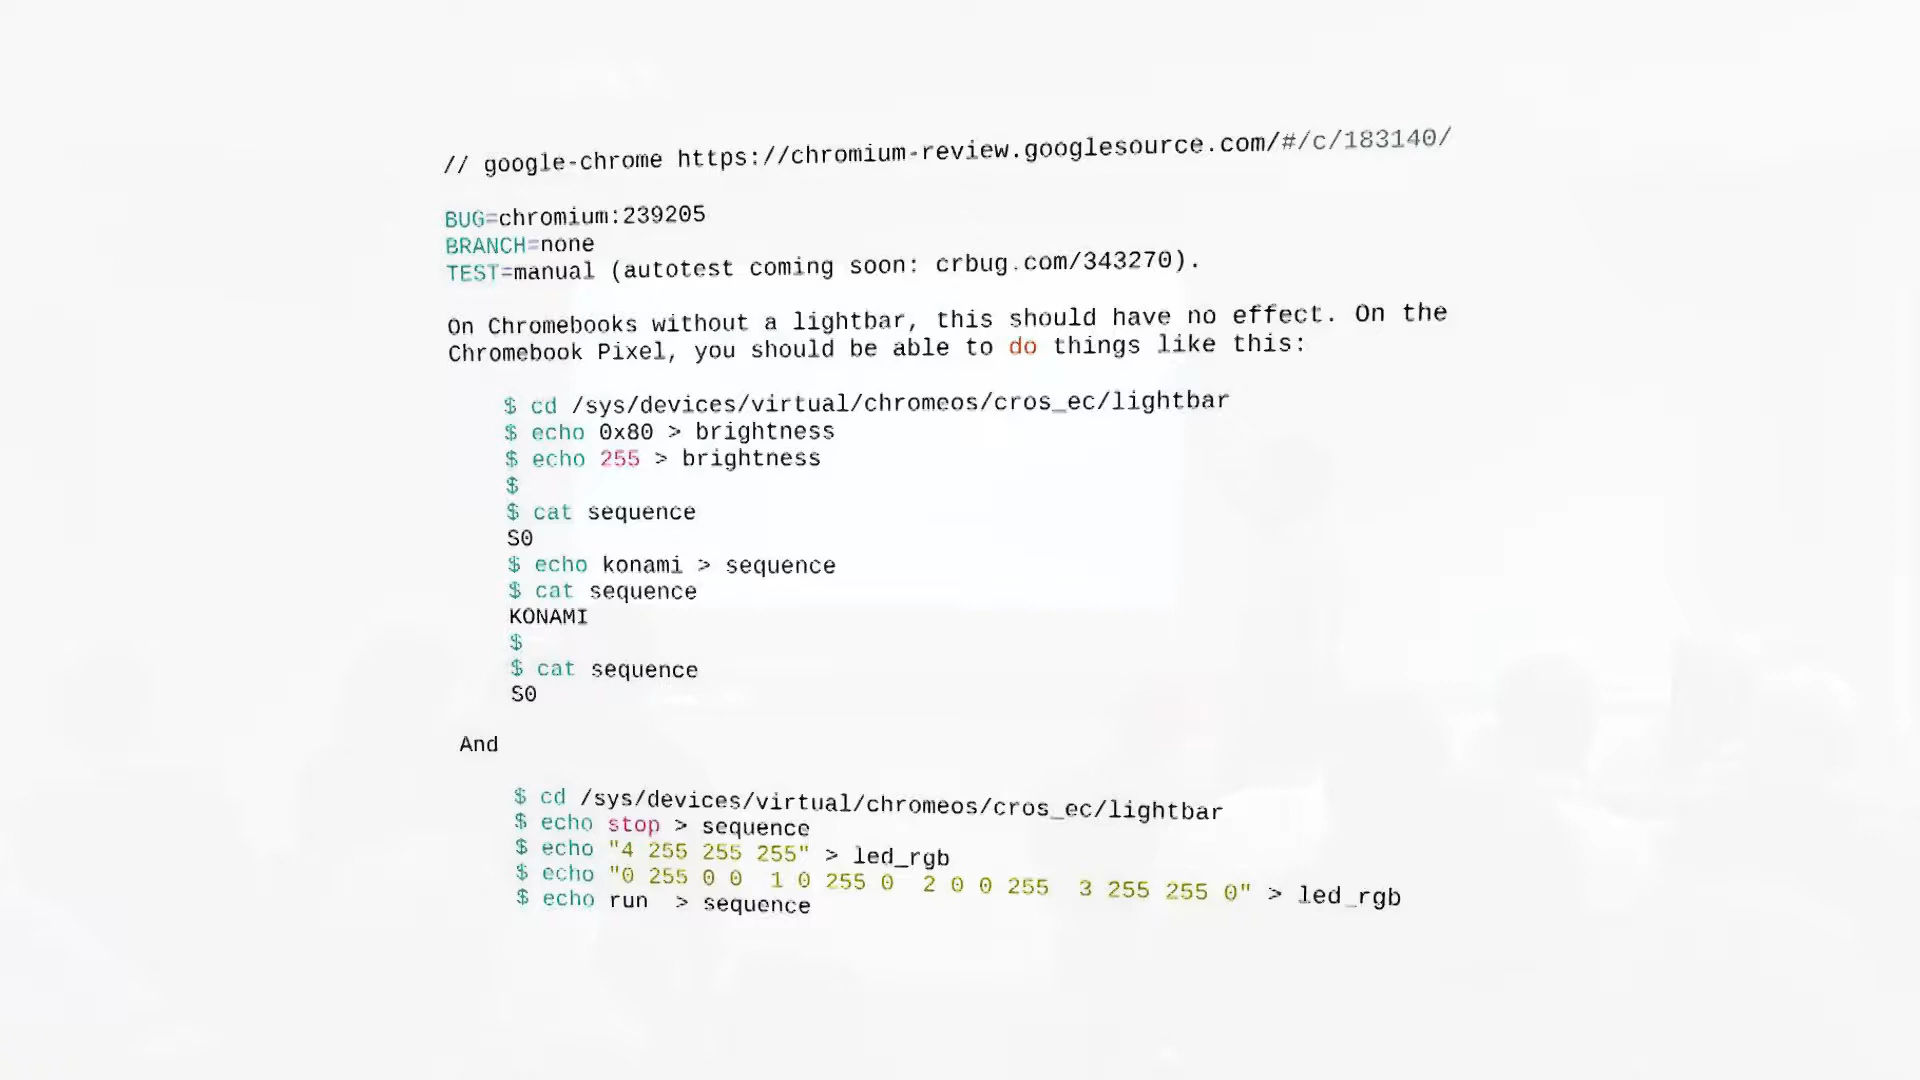 // google-chrome https://chromium-review.googlesource.com/#/c/183140/
BUG=chromium:239205
BRANCH=none
TEST=manual (autotest coming soon: crbug.com/343270).
On Chromebooks without a lightbar, this should have no effect. On the
Chromebook Pixel, you should be able to do things like this:
$ cd /sys/devices/virtual/chromeos/cros_ec/lightbar
$ echo 0x80 > brightness
$ echo 255 > brightness
$
$ cat sequence
S0
$ echo konami > sequence
$ cat sequence
KONAMI
$
$ cat sequence
S0
And
$ cd /sys/devices/virtual/chromeos/cros_ec/lightbar
$ echo stop > sequence
$ echo "4 255 255 255" > led_rgb
$ echo "0 255 0 0  1 0 255 0  2 0 0 255  3 255 255 0" > led_rgb
$ echo run  > sequence